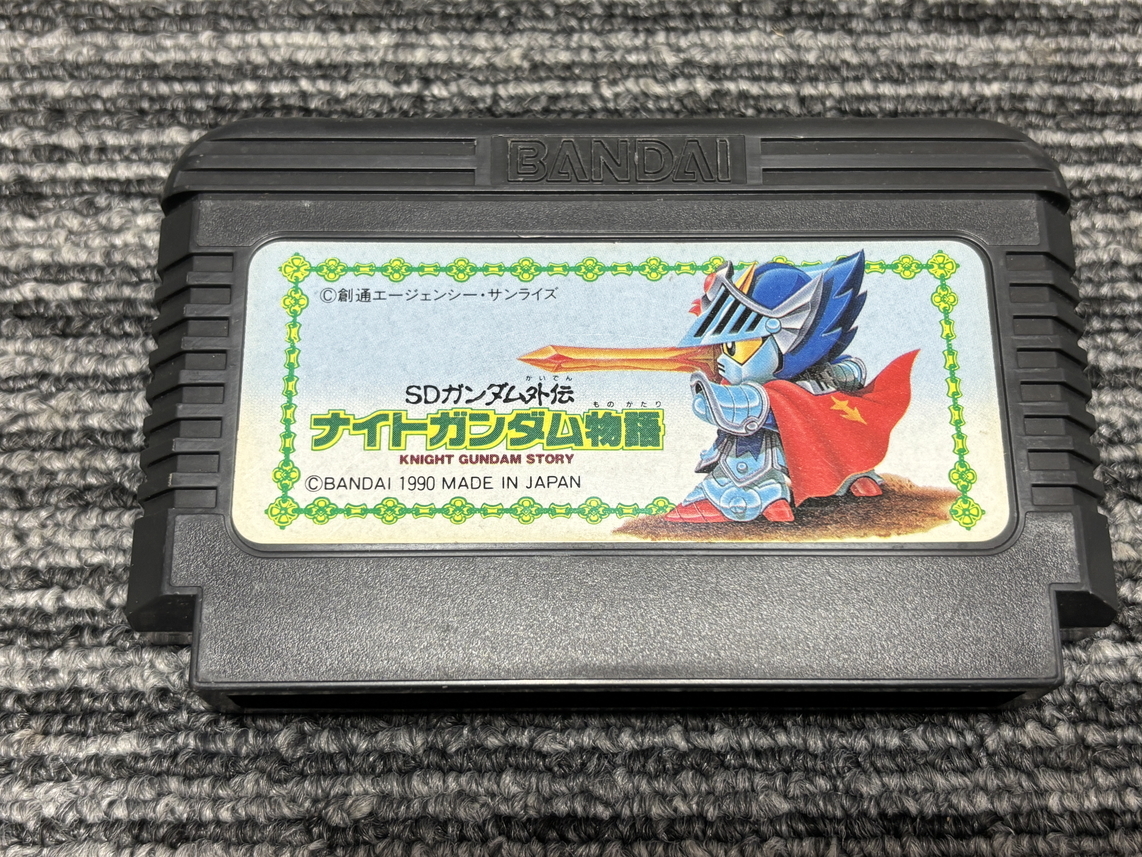 BANDAI
©創通エージェンシー・サンライズ
かいでん
SDガンダム外伝
ものがたり
ナイトガンダム物語
KNIGHT GUNDAM STORY
©BANDAI 1990 MADE IN JAPAN